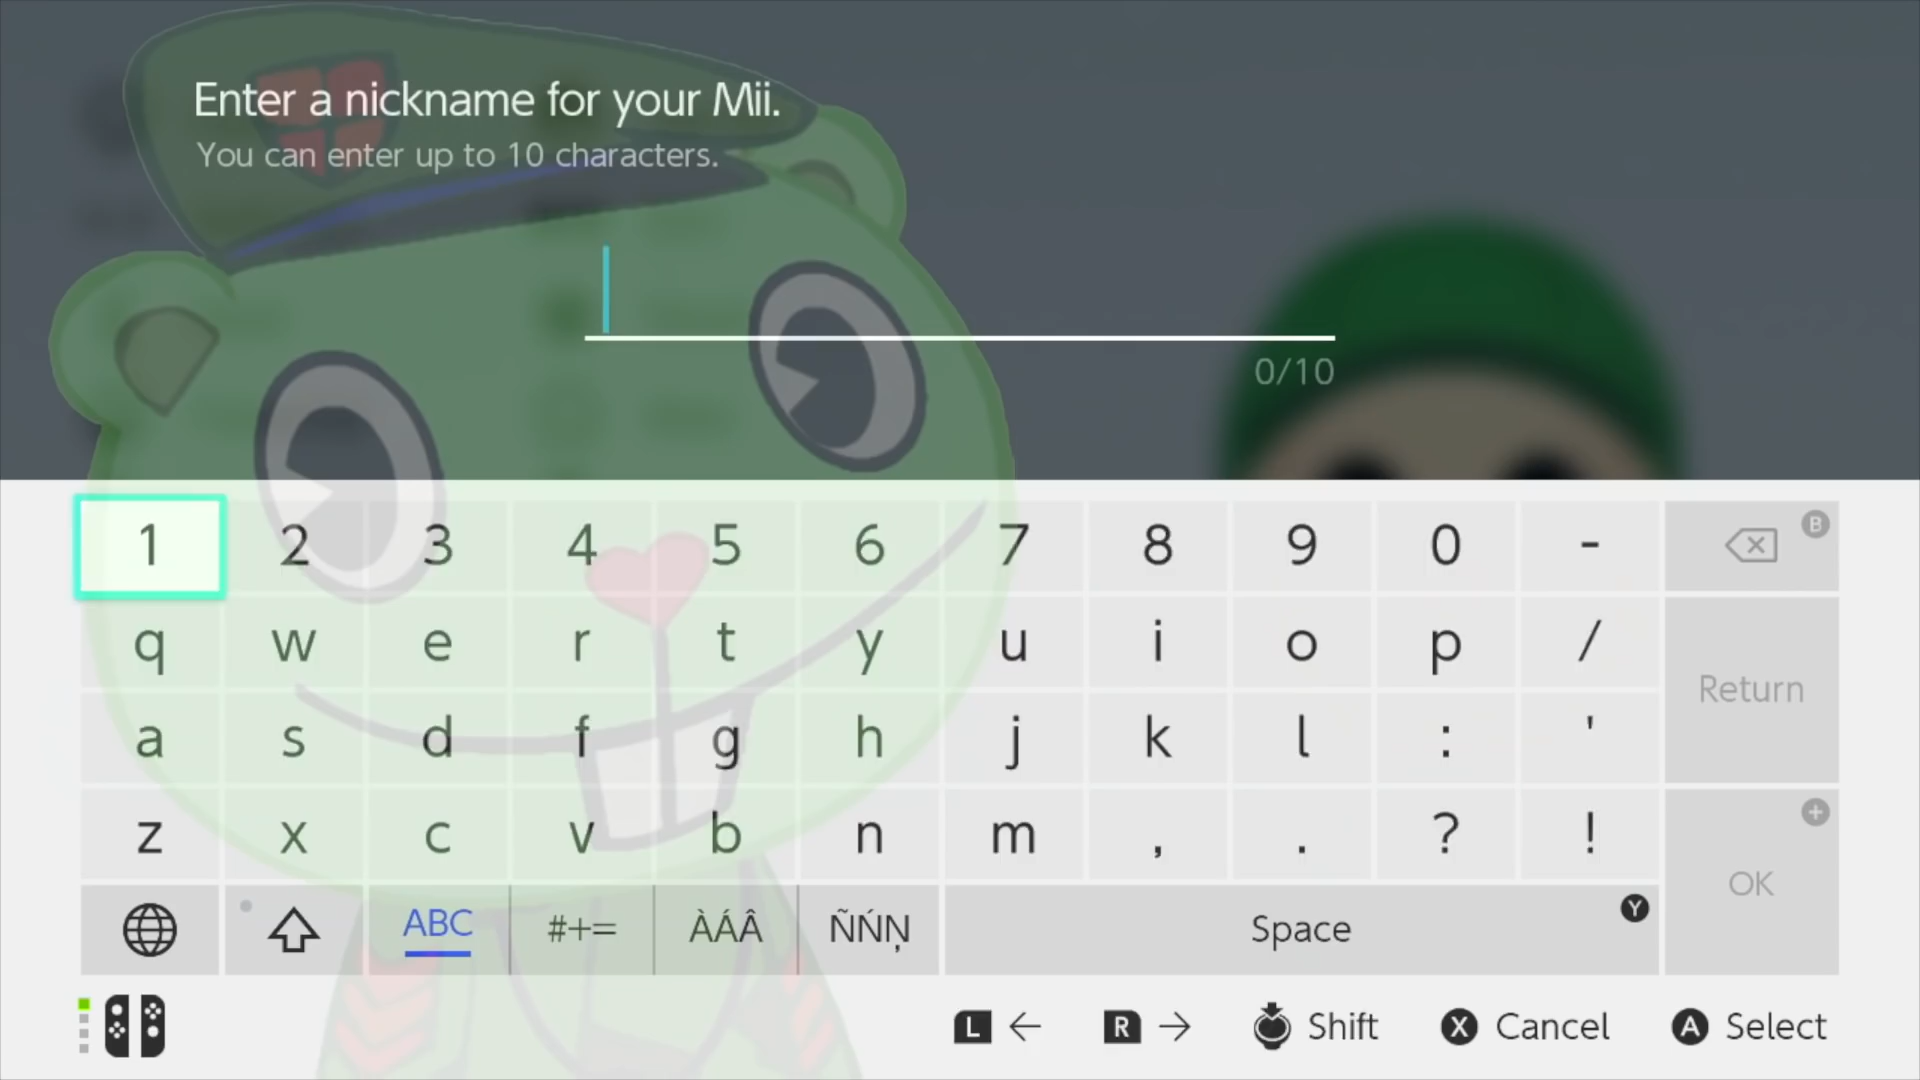 Enter a nickname for your Mii.
You can enter up to 10 characters.
0/10
1 2 3 4 5 6 7 8 9 0 - B
q w e r t y u i o p /
Return
a s d f g h j k l : '
z x c v b n m , . ? ! +
OK
ABC #+= ÀÁÂ ÑŃŅ Space Y
L ← R → Shift X Cancel A Select